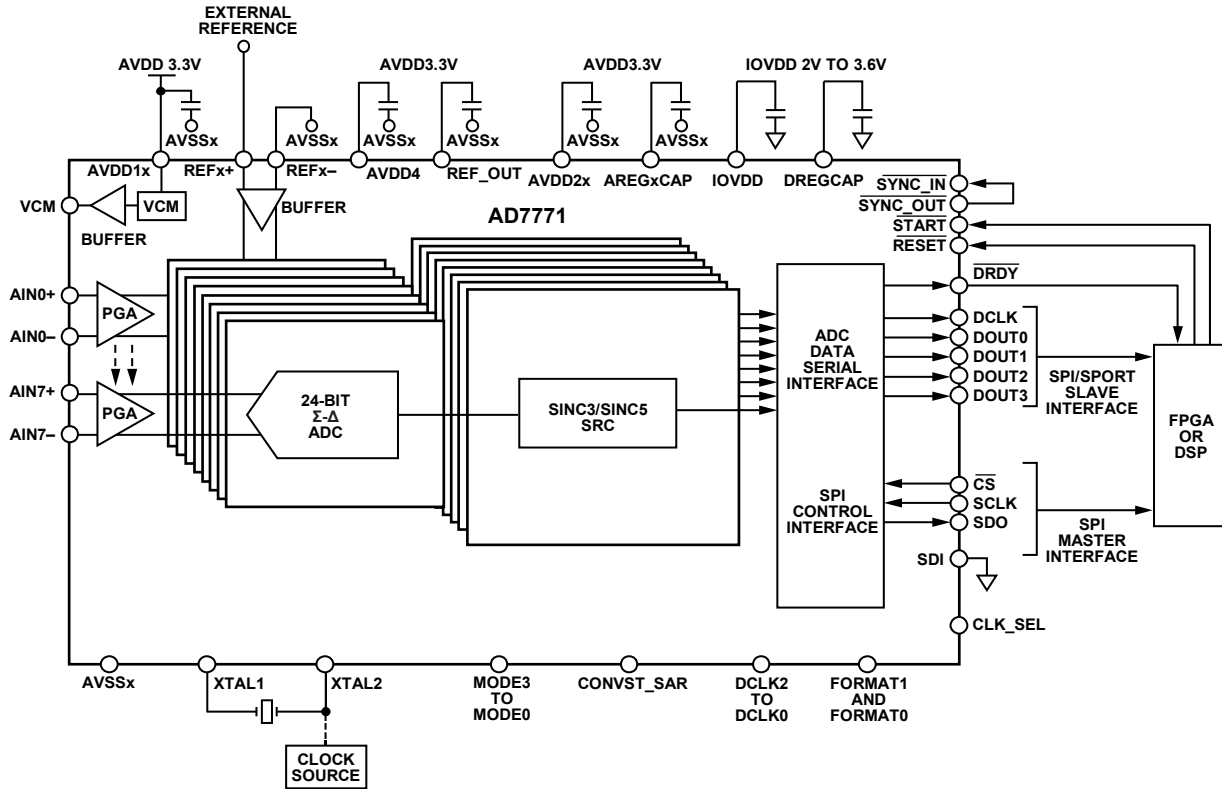 EXTERNAL
REFERENCE
AVDD 3.3V
AVDD3.3V
AVDD3.3V
IOVDD 2V TO 3.6V
AVSSx
AVSSx
AVSSx
AVSSx
AVSSx
AVSSx
AVDD1x
REFx+
REFx–
AVDD4
REF_OUT
AVDD2x
AREGxCAP
IOVDD
DREGCAP
VCM
VCM
BUFFER
BUFFER
AD7771
SYNC_IN
SYNC_OUT
START
RESET
DRDY
AIN0+
AIN0–
PGA
AIN7+
AIN7–
PGA
24-BIT
Σ-Δ
ADC
SINC3/SINC5
SRC
ADC
DATA
SERIAL
INTERFACE
SPI
CONTROL
INTERFACE
DCLK
DOUT0
DOUT1
DOUT2
DOUT3
SPI/SPORT
SLAVE
INTERFACE
FPGA
OR
DSP
CS
SCLK
SDO
SPI
MASTER
INTERFACE
SDI
CLK_SEL
AVSSx
XTAL1
XTAL2
MODE3
TO
MODE0
CONVST_SAR
DCLK2
TO
DCLK0
FORMAT1
AND
FORMAT0
CLOCK
SOURCE